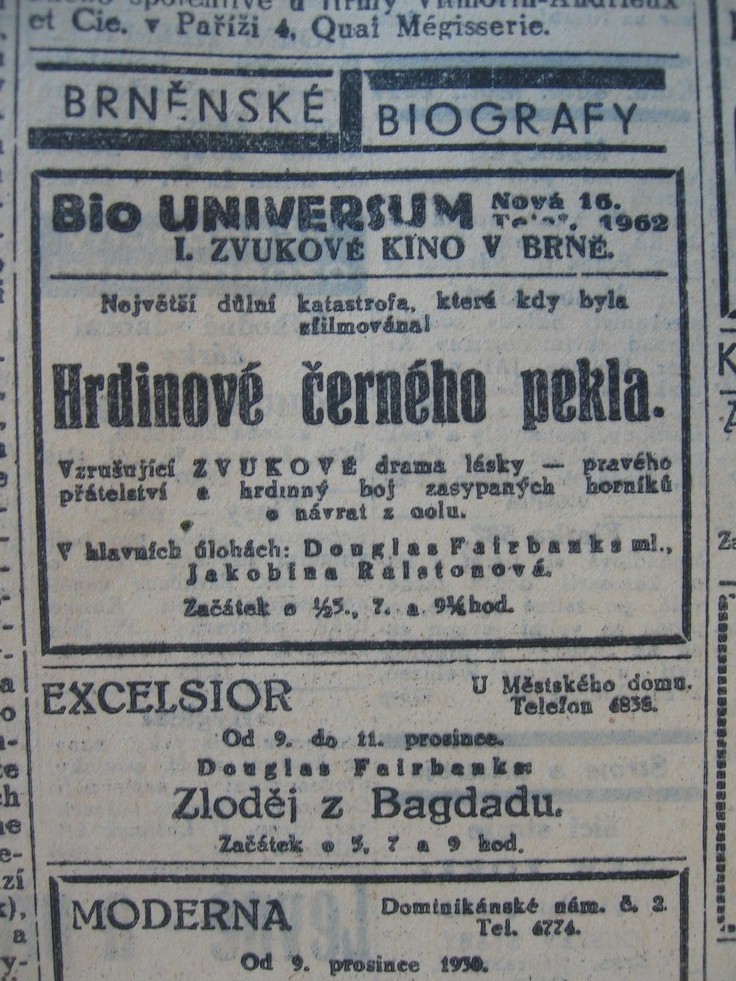 et Cie. v Paříži 4, Quai Mégisserie.
BRNĚNSKÉ BIOGRAFY
Bio UNIVERSUM Nová 16.
1962
I. ZVUKOVÉ KINO V BRNĚ.
Největší důlní katastrofa, která kdy byla
zfilmována!
Hrdinové černého pekla.
Vzrušující ZVUKOVÉ drama lásky — pravého
přátelství a hrdinný boj zasypaných horníků
o návrat z dolu.
V hlavních úlohách: Douglas Fairbanks ml.,
Jakobina Ralstonová.
Začátek o ½5., 7. a 9¼ hod.
EXCELSIOR U Městského domu.
Telefon 4838.
Od 9. do 11. prosince.
Douglas Fairbanks:
Zloděj z Bagdadu.
Začátek o 5, 7 a 9 hod.
MODERNA Dominikánské nám. č. 2
Tel. 4774.
Od 9. prosince 1930.